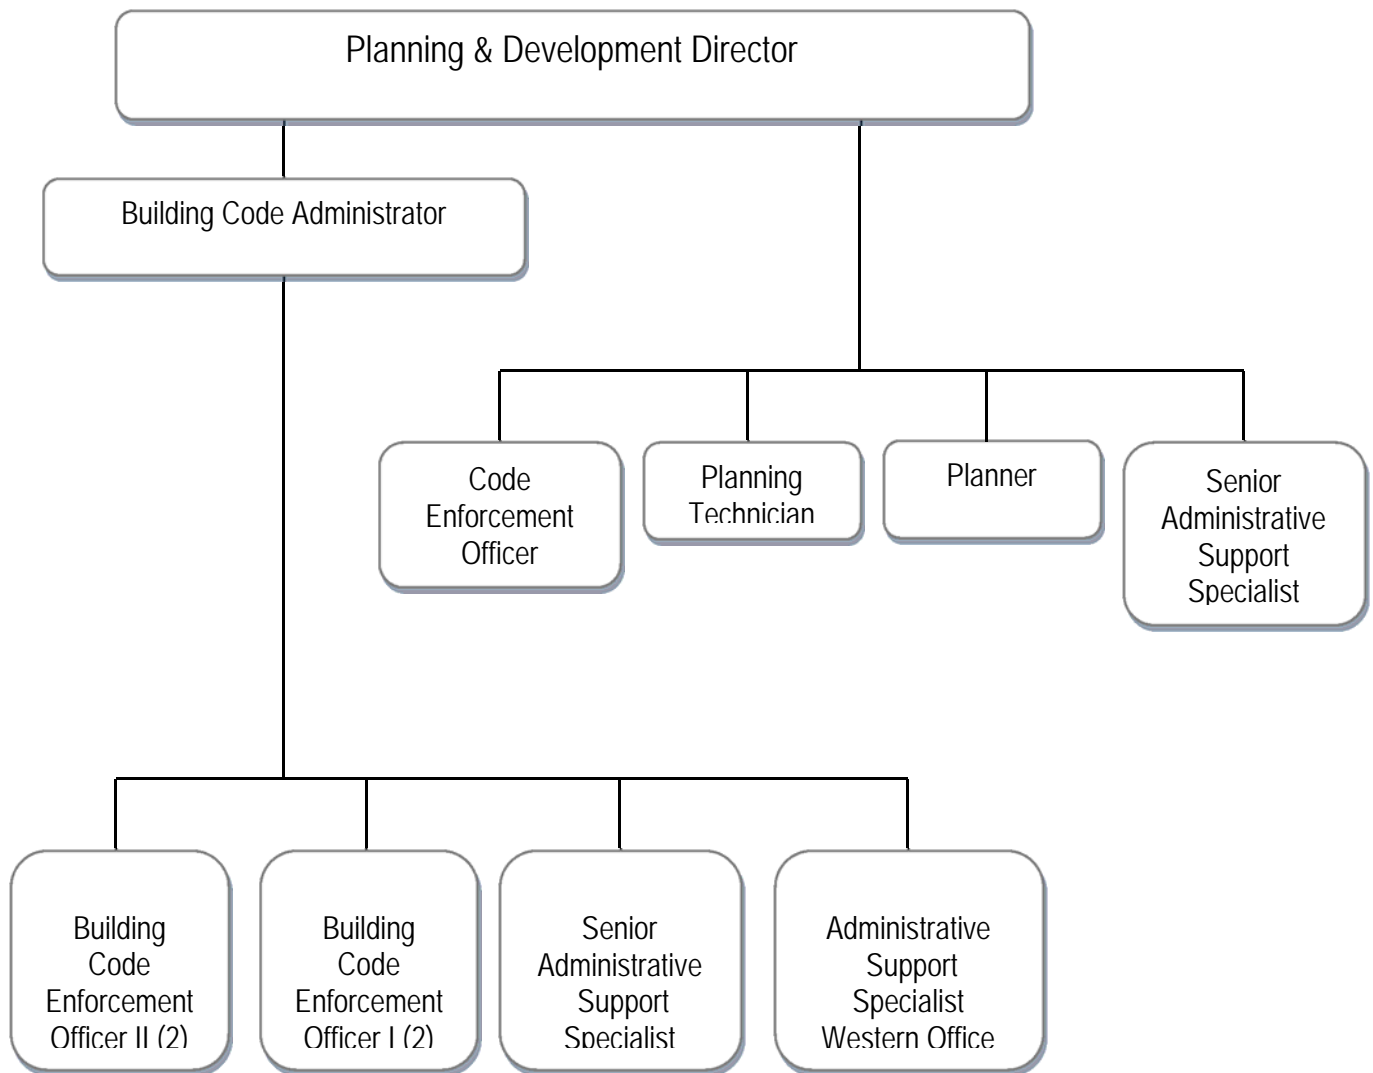 Planning & Development Director
Building Code Administrator
Code
Enforcement
Officer
Planning
Technician
Planner
Senior
Administrative
Support
Specialist
Building
Code
Enforcement
Officer II (2)
Building
Code
Enforcement
Officer I (2)
Senior
Administrative
Support
Specialist
Administrative
Support
Specialist
Western Office